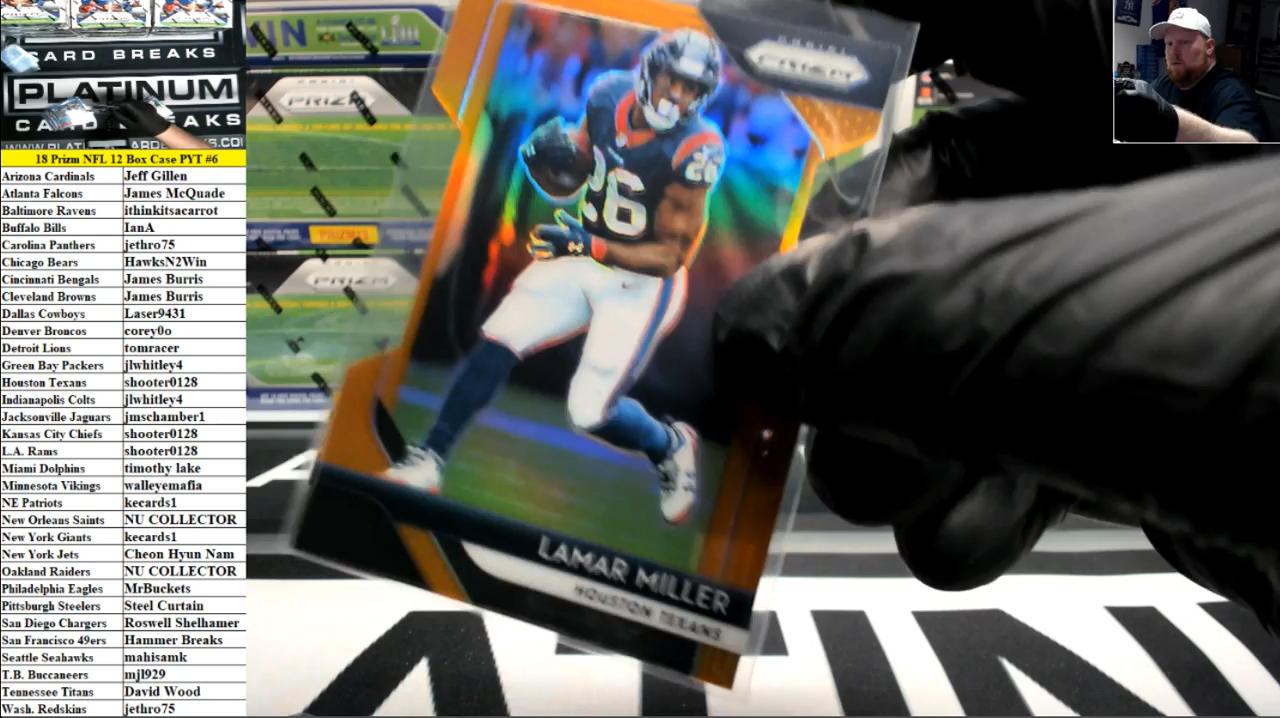 CARD BREAKS
PLATINUM
CARD BREAKS
18 Prizm NFL 12 Box Case PYT #6
Arizona Cardinals Jeff Gillen
Atlanta Falcons James McQuade
Baltimore Ravens ithinkitsacarrot
Buffalo Bills IanA
Carolina Panthers jethro75
Chicago Bears HawksN2Win
Cincinnati Bengals James Burris
Cleveland Browns James Burris
Dallas Cowboys Laser9431
Denver Broncos corey0o
Detroit Lions tomracer
Green Bay Packers jlwhitley4
Houston Texans shooter0128
Indianapolis Colts jlwhitley4
Jacksonville Jaguars jmschamber1
Kansas City Chiefs shooter0128
L.A. Rams shooter0128
Miami Dolphins timothy lake
Minnesota Vikings walleyemafia
NE Patriots kecards1
New Orleans Saints NU COLLECTOR
New York Giants kecards1
New York Jets Cheon Hyun Nam
Oakland Raiders NU COLLECTOR
Philadelphia Eagles MrBuckets
Pittsburgh Steelers Steel Curtain
San Diego Chargers Roswell Shelhamer
San Francisco 49ers Hammer Breaks
Seattle Seahawks mahisamk
T.B. Buccaneers mjl929
Tennessee Titans David Wood
Wash. Redskins jethro75
PRIZM
PRIZMS
PRIZM
PANINI
PRIZM
26
26
LAMAR MILLER
HOUSTON TEXANS